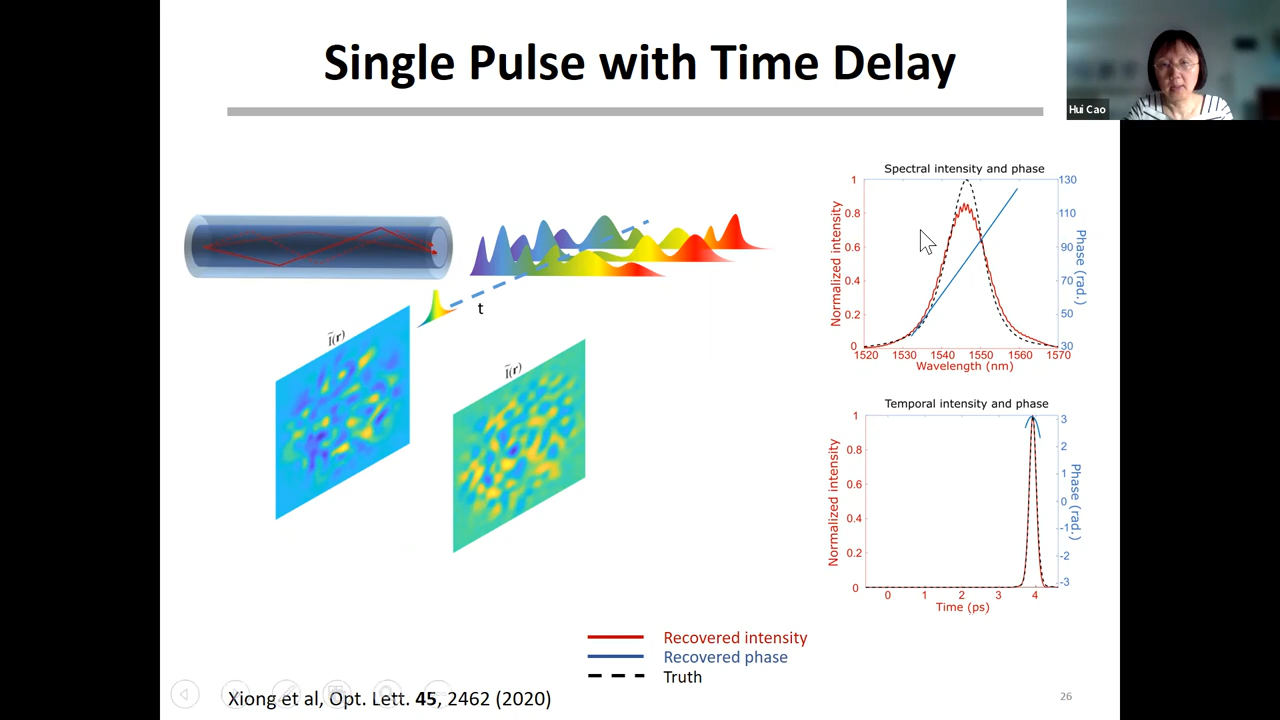 Single Pulse with Time Delay
Hui Cao
t
Ĩ(r)
Ĩ(r)
Spectral intensity and phase
Normalized intensity
1
0.8
0.6
0.4
0.2
0
130
110
90
70
50
30
Phase (rad.)
1520 1530 1540 1550 1560 1570
Wavelength (nm)
Temporal intensity and phase
Normalized intensity
1
0.8
0.6
0.4
0.2
0
3
2
1
0
-1
-2
-3
Phase (rad.)
0 1 2 3 4
Time (ps)
Recovered intensity
Recovered phase
Truth
Xiong et al, Opt. Lett. 45, 2462 (2020)
26